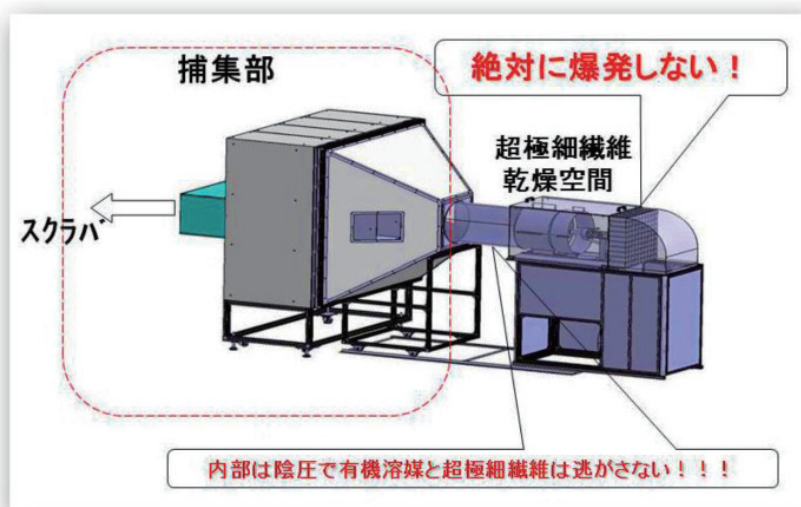 捕集部
絶対に爆発しない！
超極細繊維
乾燥空間
スクラバ
内部は陰圧で有機溶媒と超極細繊維は逃がさない！！！